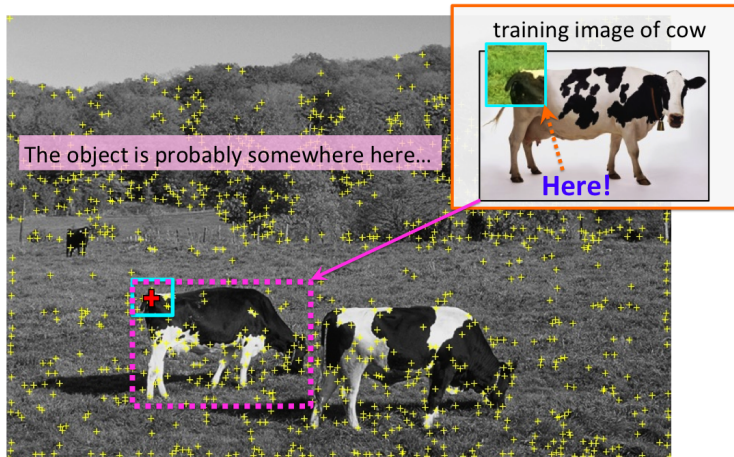 training image of cow
The object is probably somewhere here...
Here!